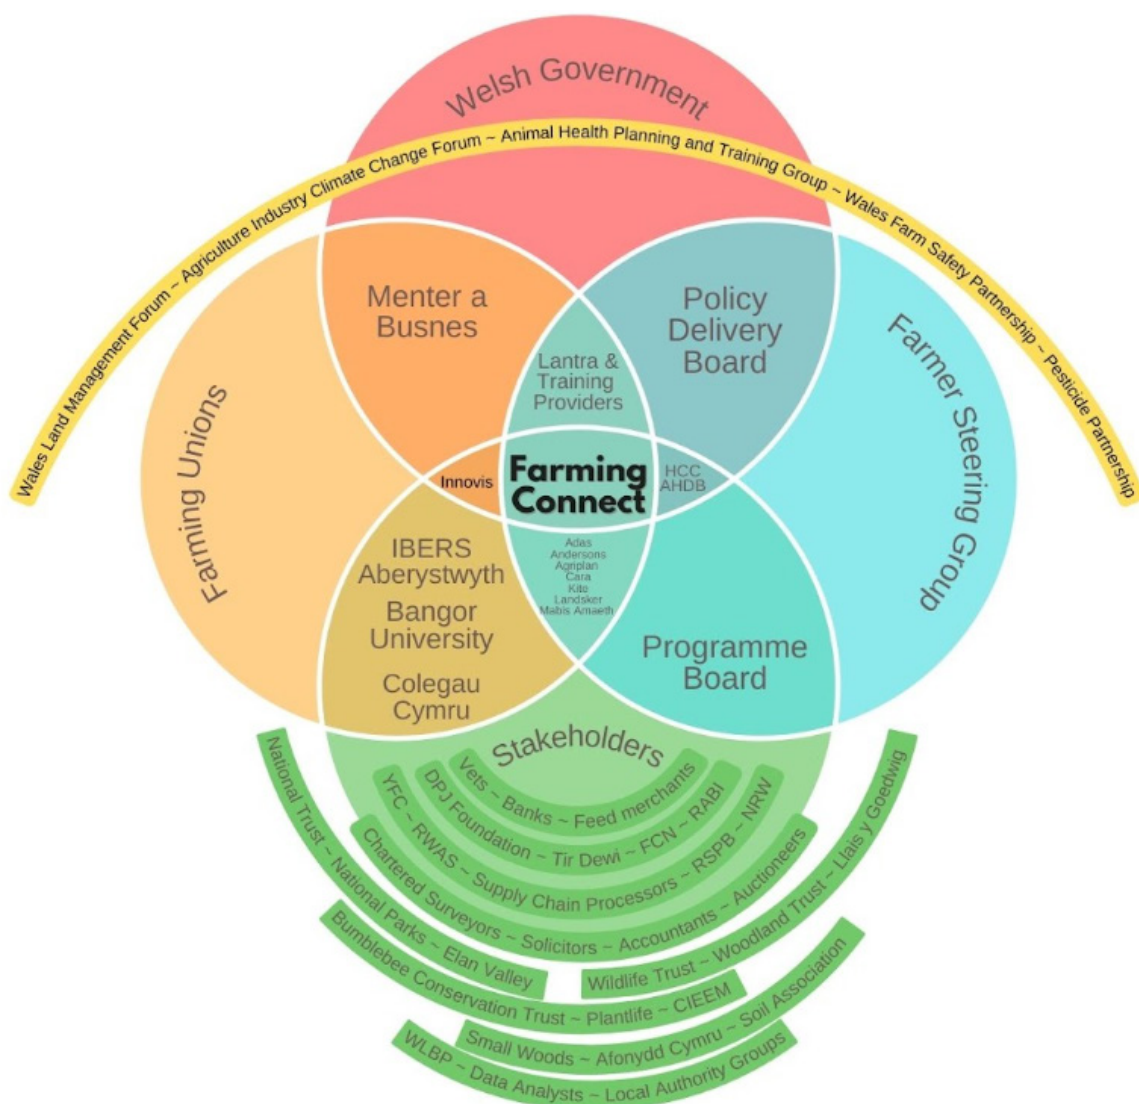 Welsh Government
Wales Land Management Forum ~ Agriculture Industry Climate Change Forum ~ Animal Health Planning and Training Group ~ Wales Farm Safety Partnership ~ Pesticide Partnership
Menter a
Busnes
Policy
Delivery
Board
Lantra &
Training
Providers
Farming Unions
Farmer Steering Group
Innovis
Farming
Connect
HCC
AHDB
IBERS
Aberystwyth
Bangor
University
Colegau
Cymru
Adas
Andersons
Agriplan
Cara
Kite
Landsker
Mabis Amaeth
Programme
Board
Stakeholders
Vets ~ Banks ~ Feed merchants
DPJ Foundation ~ Tir Dewi ~ FCN ~ RABI
YFC ~ RWAS ~ Supply Chain Processors ~ RSPB ~ NRW
Chartered Surveyors ~ Solicitors ~ Accountants ~ Auctioneers
National Trust ~ National Parks ~ Elan Valley
Wildlife Trust ~ Woodland Trust ~ Llais y Goedwig
Bumblebee Conservation Trust ~ Plantlife ~ CIEEM
Small Woods ~ Afonydd Cymru ~ Soil Association
WLBP ~ Data Analysts ~ Local Authority Groups